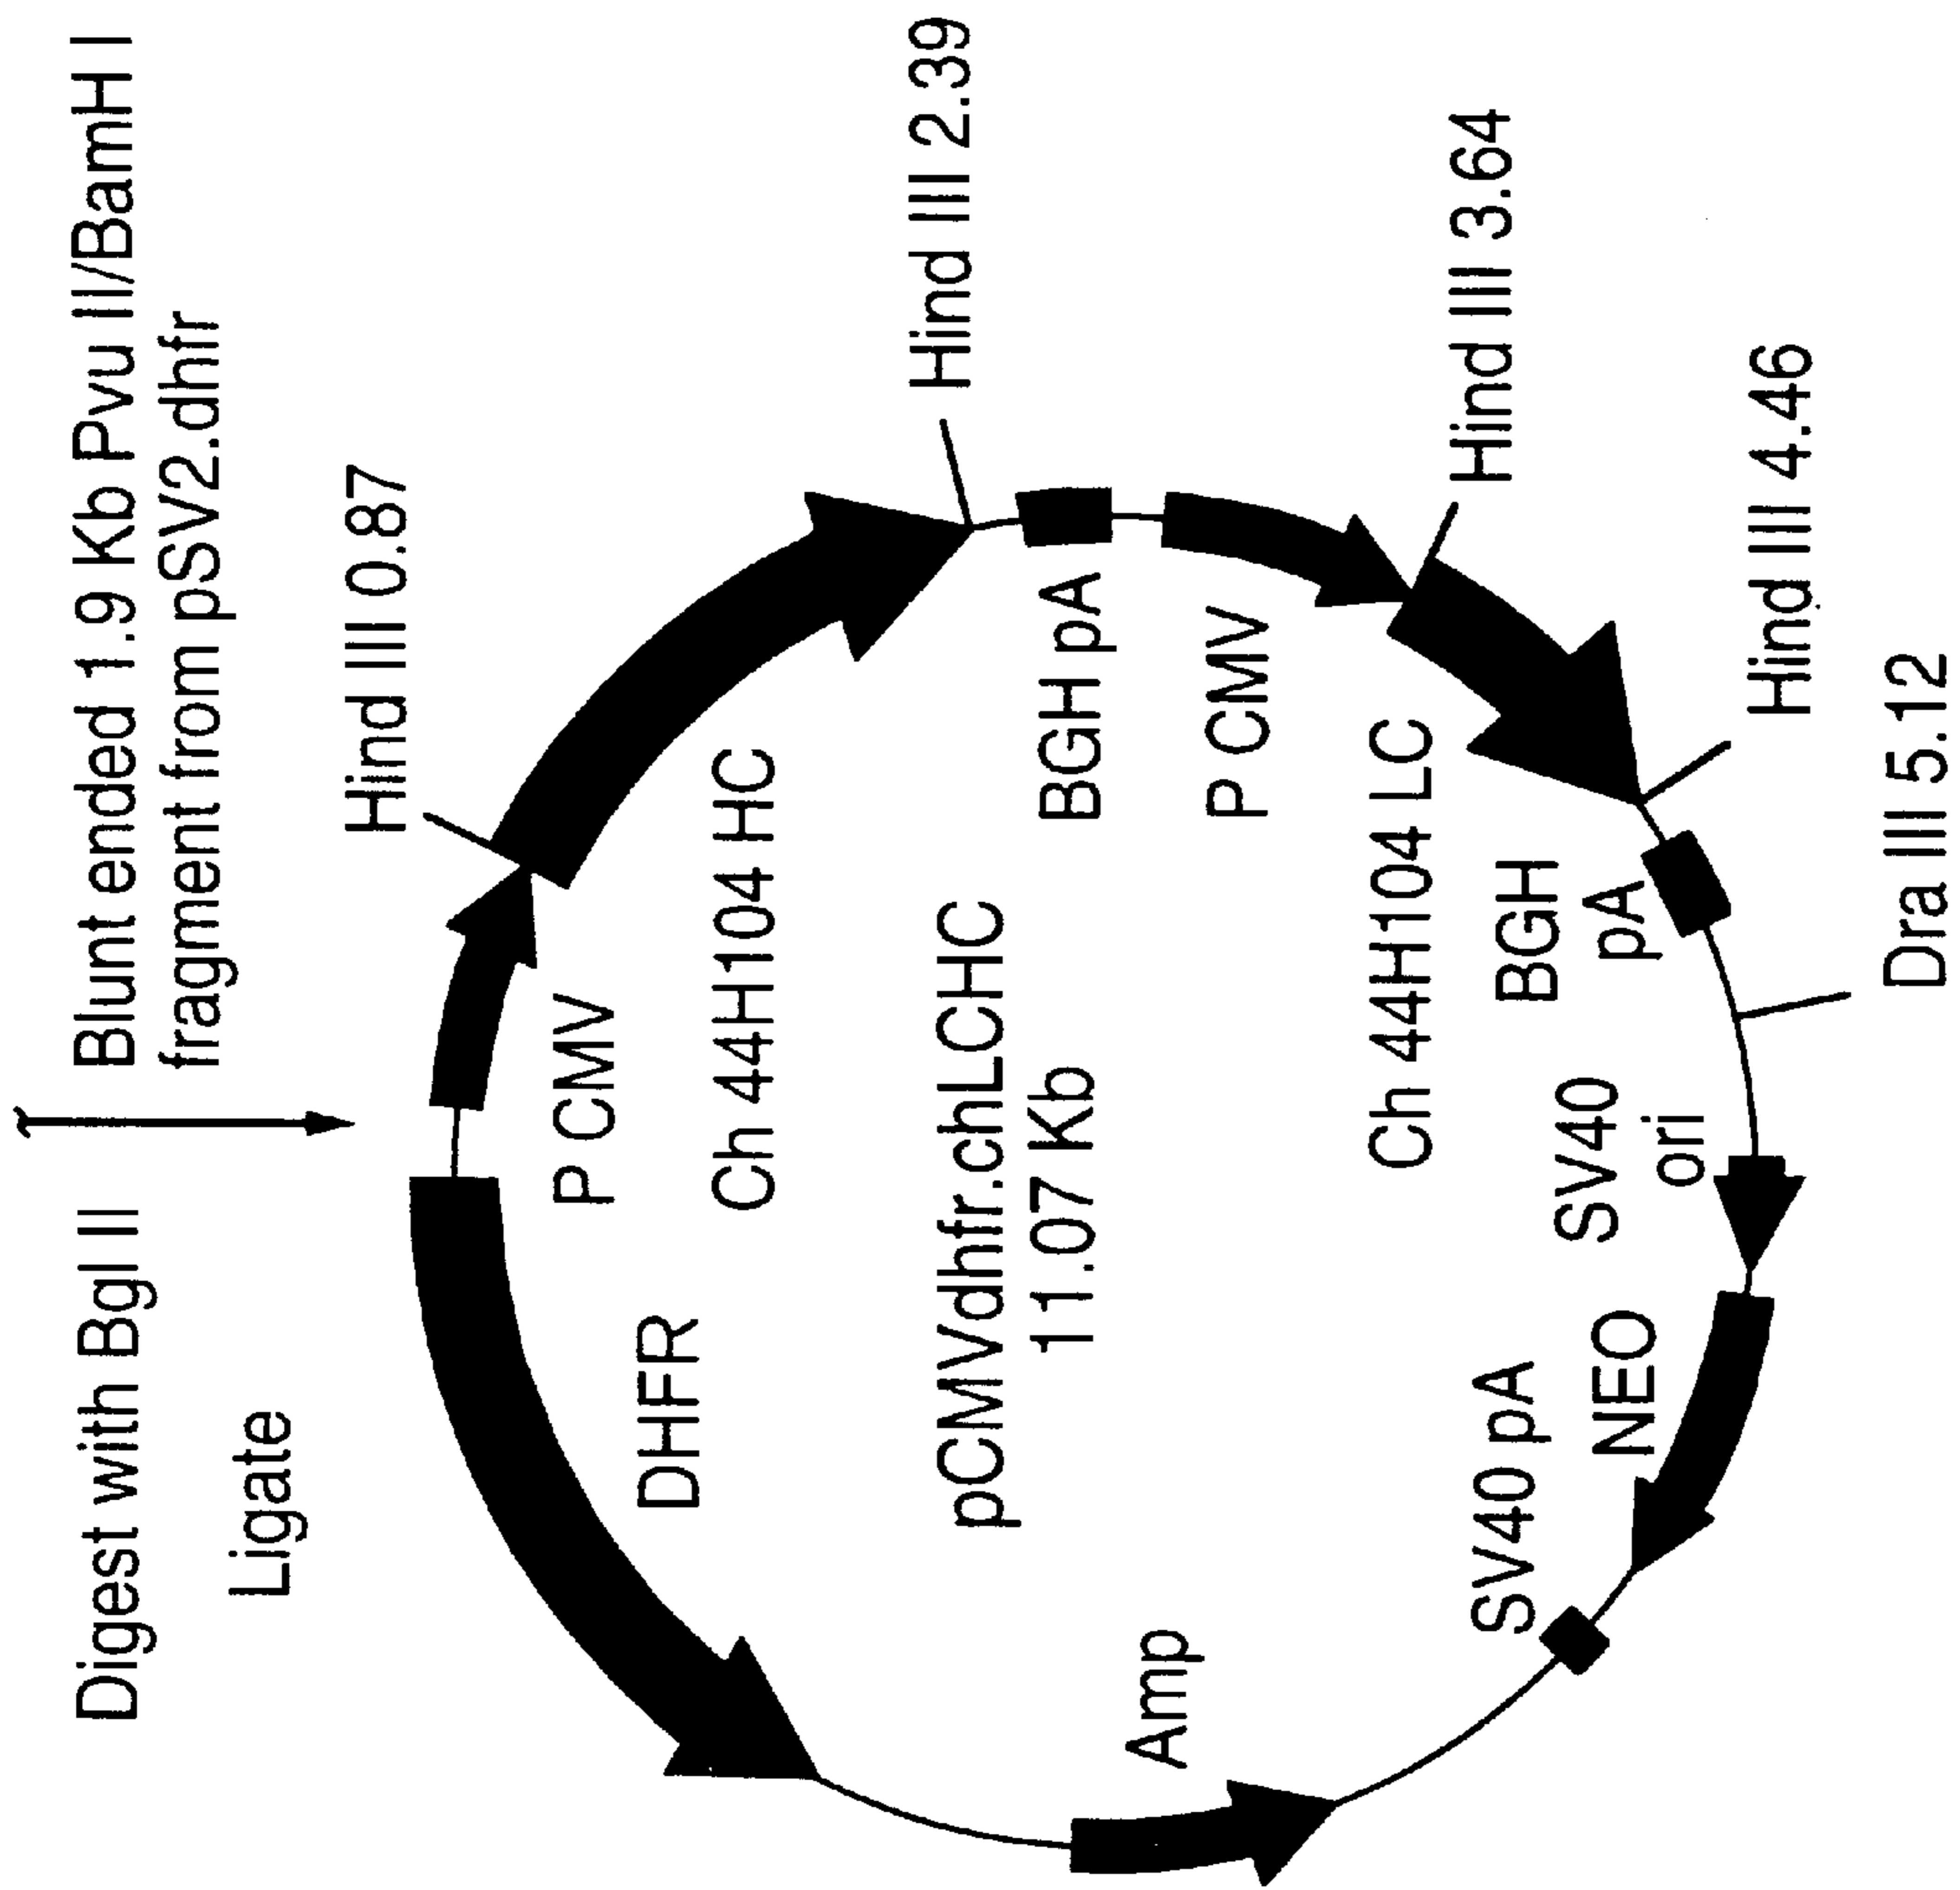 Digest with Bgl II
Ligate
Blunt ended 1.9 Kb Pvu II/BamH I
fragment from pSV2.dhfr
Hind III 0.87
P CMV
DHFR
Ch 44H104 HC
Hind III 2.39
pCMVdhfr.chLCHC
11.07 Kb
BGH pA
P CMV
Amp
Ch 44H104 LC
Hind III 3.64
SV40 pA
BGH
pA
SV40
ori
NEO
Hind III 4.46
Dra III 5.12